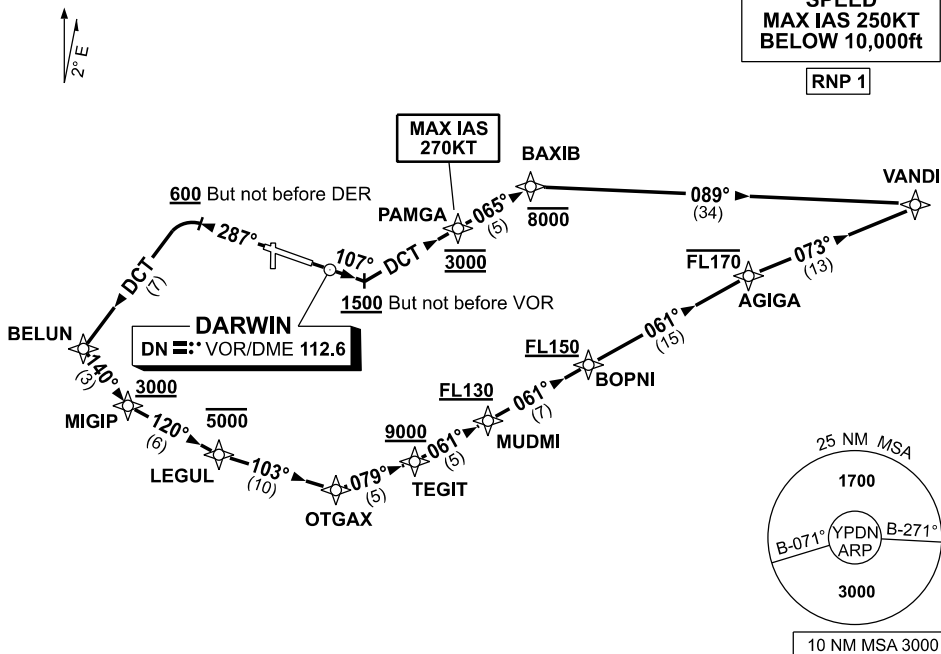 SPEED
MAX IAS 250KT
BELOW 10,000ft
RNP 1
2° E
MAX IAS
270KT
BAXIB
VANDI
600 But not before DER
PAMGA
065°
(5)
8000
089°
(34)
287°
107°
DCT
3000
FL170
073°
(13)
1500 But not before VOR
AGIGA
DCT
(7)
DARWIN
DN VOR/DME 112.6
BELUN
061°
(15)
FL150
BOPNI
140°
(3)
3000
MIGIP
5000
FL130
061°
(7)
MUDMI
120°
(6)
LEGUL
9000
061°
(5)
103°
(10)
079°
(5)
TEGIT
OTGAX
25 NM MSA
1700
B-071°
YPDN
ARP
B-271°
3000
10 NM MSA 3000